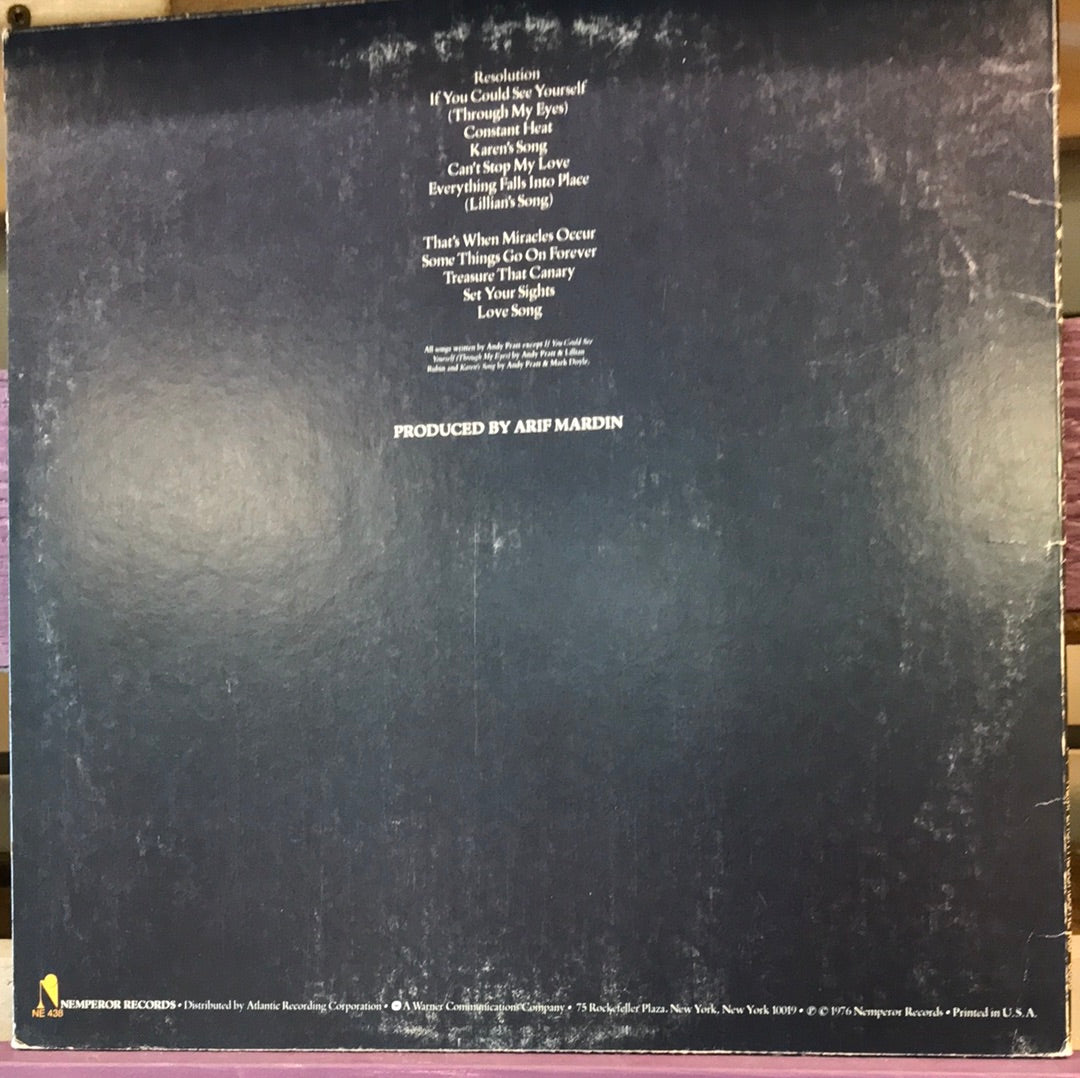 Resolution
If You Could See Yourself
(Through My Eyes)
Constant Heat
Karen's Song
Can't Stop My Love
Everything Falls Into Place
(Lillian's Song)
That's When Miracles Occur
Some Things Go On Forever
Treasure That Canary
Set Your Sights
Love Song
All songs written by Andy Pratt except If You Could See
Yourself (Through My Eyes) by Andy Pratt & Lillian
Rubin and Karen's Song by Andy Pratt & Mark Doyle.
PRODUCED BY ARIF MARDIN
NEMPEROR RECORDS • Distributed by Atlantic Recording Corporation • A Warner Communications Company • 75 Rockefeller Plaza, New York, New York 10019 • ℗ © 1976 Nemperor Records • Printed in U.S.A.
NE 438